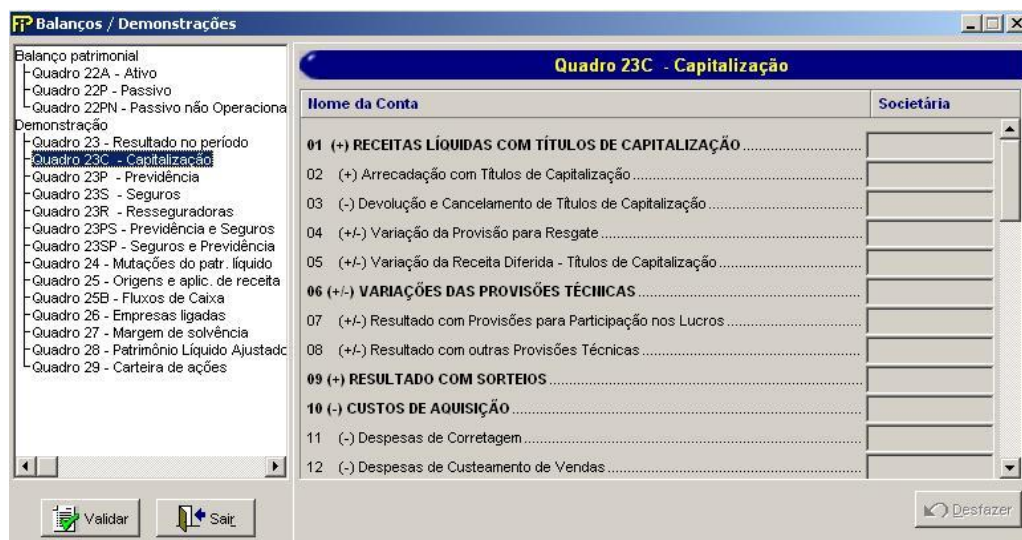 FiP Balanços / Demonstrações
Balanço patrimonial
Quadro 22A - Ativo
Quadro 22P - Passivo
Quadro 22PN - Passivo não Operaciona
Demonstração
Quadro 23 - Resultado no período
Quadro 23C - Capitalização
Quadro 23P - Previdência
Quadro 23S - Seguros
Quadro 23R - Resseguradoras
Quadro 23PS - Previdência e Seguros
Quadro 23SP - Seguros e Previdência
Quadro 24 - Mutações do patr. líquido
Quadro 25 - Origens e aplic. de receita
Quadro 25B - Fluxos de Caixa
Quadro 26 - Empresas ligadas
Quadro 27 - Margem de solvência
Quadro 28 - Patrimônio Líquido Ajustado
Quadro 29 - Carteira de ações
Validar
Sair
Quadro 23C - Capitalização
Nome da Conta Societária
01 (+) RECEITAS LÍQUIDAS COM TÍTULOS DE CAPITALIZAÇÃO
02 (+) Arrecadação com Títulos de Capitalização
03 (-) Devolução e Cancelamento de Títulos de Capitalização
04 (+/-) Variação da Provisão para Resgate
05 (+/-) Variação da Receita Diferida - Títulos de Capitalização
06 (+/-) VARIAÇÕES DAS PROVISÕES TÉCNICAS
07 (+/-) Resultado com Provisões para Participação nos Lucros
08 (+/-) Resultado com outras Provisões Técnicas
09 (+) RESULTADO COM SORTEIOS
10 (-) CUSTOS DE AQUISIÇÃO
11 (-) Despesas de Corretagem
12 (-) Despesas de Custeamento de Vendas
Desfazer